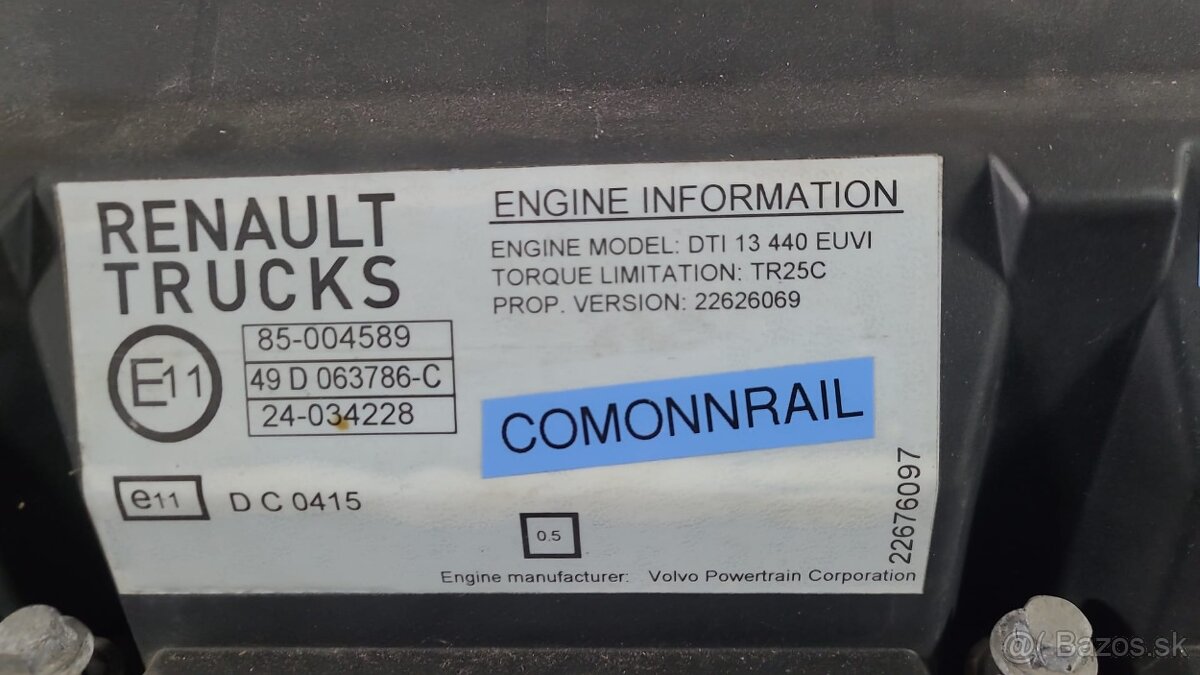 RENAULT
TRUCKS
E11
85-004589
49 D 063786-C
24-034228
e11 D C 0415
ENGINE INFORMATION
ENGINE MODEL: DTI 13 440 EUVI
TORQUE LIMITATION: TR25C
PROP. VERSION: 22626069
COMONNRAIL
0.5
22676097
Engine manufacturer: Volvo Powertrain Corporation
Bazos.sk